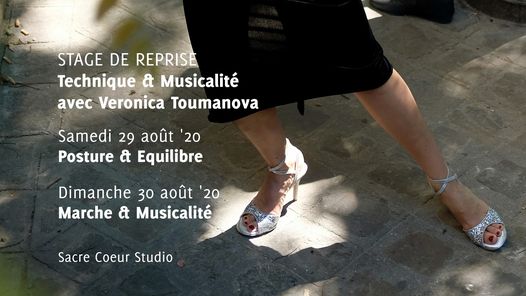 STAGE DE REPRISE
Technique & Musicalité
avec Veronica Toumanova
Samedi 29 août '20
Posture & Equilibre
Dimanche 30 août '20
Marche & Musicalité
Sacre Coeur Studio